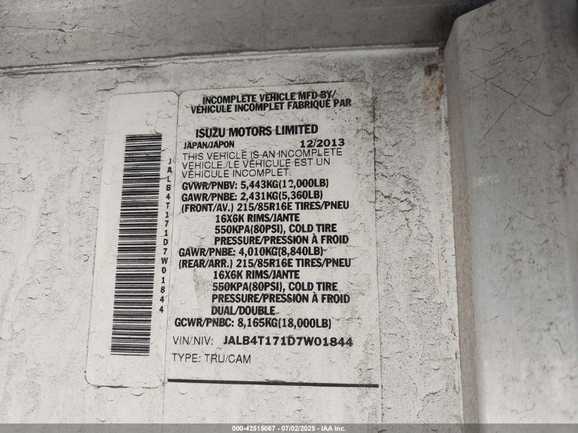 INCOMPLETE VEHICLE MFD BY/
VÉHICULE INCOMPLET FABRIQUÉ PAR
ISUZU MOTORS LIMITED
JAPAN/JAPON 12/2013
THIS VEHICLE IS AN INCOMPLETE
VEHICLE/LE VÉHICULE EST UN
VÉHICULE INCOMPLET.
GVWR/PNBV: 5,443KG(12,000LB)
GAWR/PNBE: 2,431KG(5,360LB)
(FRONT/AV.) 215/85R16E TIRES/PNEU
16X6K RIMS/JANTE
550KPA(80PSI), COLD TIRE
PRESSURE/PRESSION À FROID
GAWR/PNBE: 4,010KG(8,840LB)
(REAR/ARR.) 215/85R16E TIRES/PNEU
16X6K RIMS/JANTE
550KPA(80PSI), COLD TIRE
PRESSURE/PRESSION À FROID
DUAL/DOUBLE
GCWR/PNBC: 8,165KG(18,000LB)
VIN/NIV: JALB4T171D7W01844
TYPE: TRU/CAM
JALB4T171D7W01844
000-42515067 - 07/02/2025 - IAA Inc.